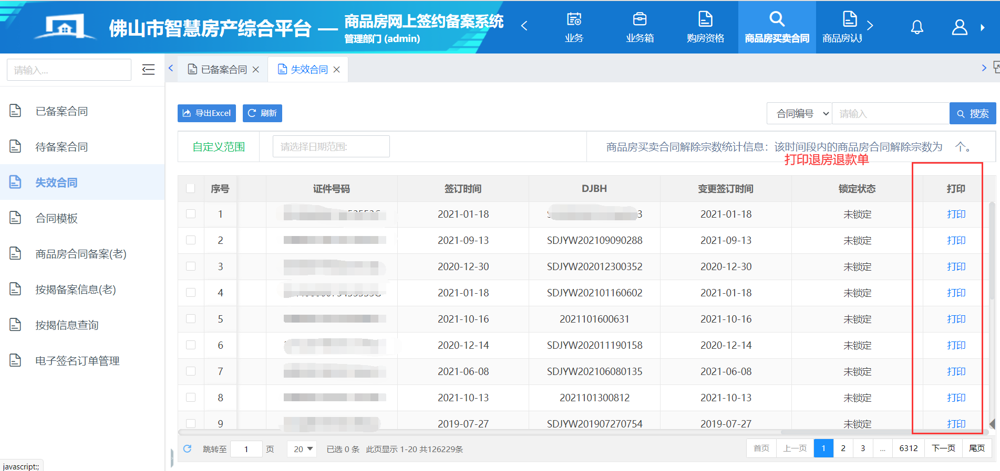 佛山市智慧房产综合平台 — 商品房网上签约备案系统
管理部门 (admin)
业务
业务箱
购房资格
商品房买卖合同
商品房认
请输入...
已备案合同
失效合同
已备案合同
待备案合同
失效合同
合同模板
商品房合同备案(老)
按揭备案信息(老)
按揭信息查询
电子签名订单管理
导出Excel 刷新
合同编号 请输入 搜索
自定义范围 请选择日期范围: 商品房买卖合同解除宗数统计信息：该时间段内的商品房合同解除宗数为 个。
打印退房退款单
序号 证件号码 签订时间 DJBH 变更签订时间 锁定状态 打印
1 2021-01-18 3 2021-01-18 未锁定 打印
2 2021-09-13 SDJYW202109090288 2021-09-13 未锁定 打印
3 2020-12-30 SDJYW202012300352 2020-12-30 未锁定 打印
4 2021-01-18 SDJYW202101160602 2021-01-18 未锁定 打印
5 2021-10-16 2021101600631 2021-10-16 未锁定 打印
6 2020-12-14 SDJYW202011190158 2020-12-14 未锁定 打印
7 2021-06-08 SDJYW202106080135 2021-06-08 未锁定 打印
8 2021-10-13 2021101300812 2021-10-13 未锁定 打印
9 2019-07-27 SDJYW201907270754 2019-07-27 未锁定 打印
跳转至 1 页 20 已选 0 条 此页显示 1-20 共126229条
首页 上一页 1 2 3 ... 6312 下一页 尾页
javascript:;